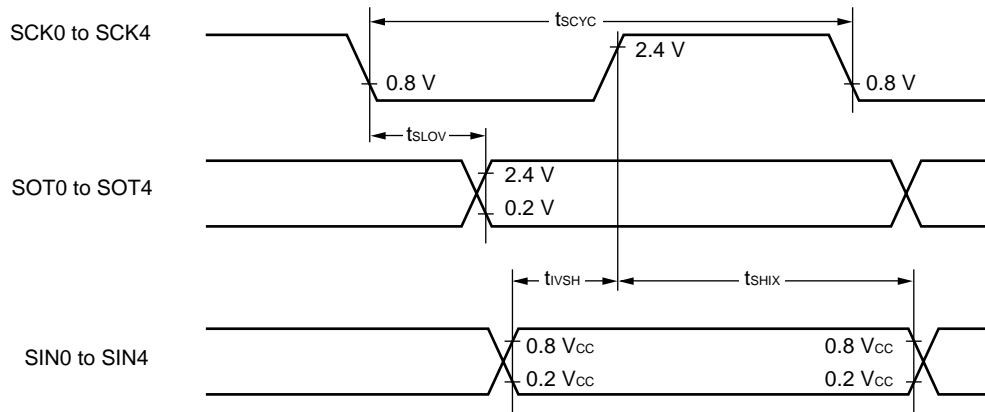 tSCYC
SCK0 to SCK4
2.4 V
0.8 V
0.8 V
tSLOV
SOT0 to SOT4
2.4 V
0.2 V
tIVSH
tSHIX
SIN0 to SIN4
0.8 VCC
0.8 VCC
0.2 VCC
0.2 VCC